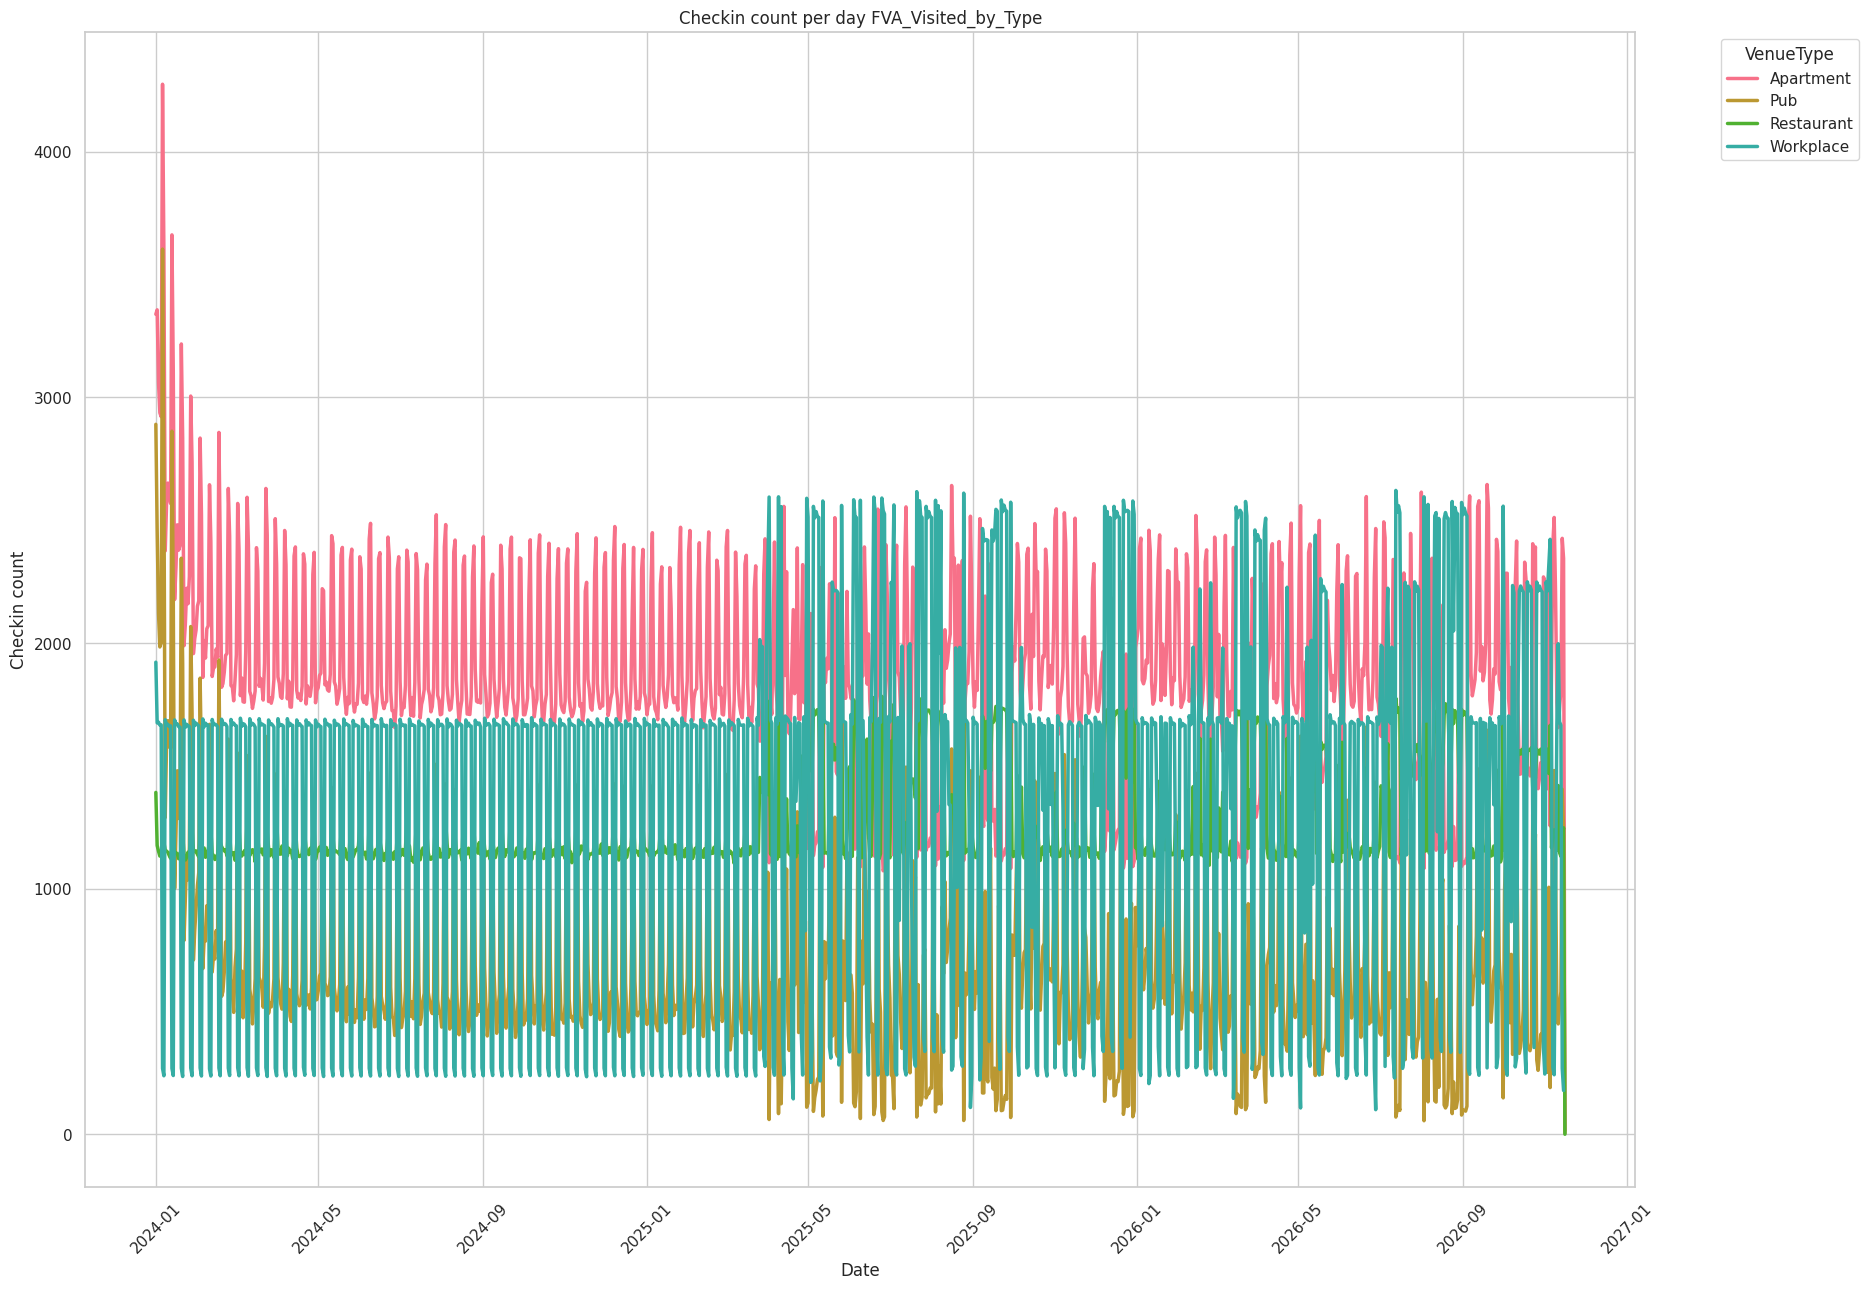 Checkin count per day FVA_Visited_by_Type
VenueType
Apartment
Pub
Restaurant
Workplace
Checkin count
4000
3000
2000
1000
0
2024-01
2024-05
2024-09
2025-01
2025-05
2025-09
2026-01
2026-05
2026-09
2027-01
Date